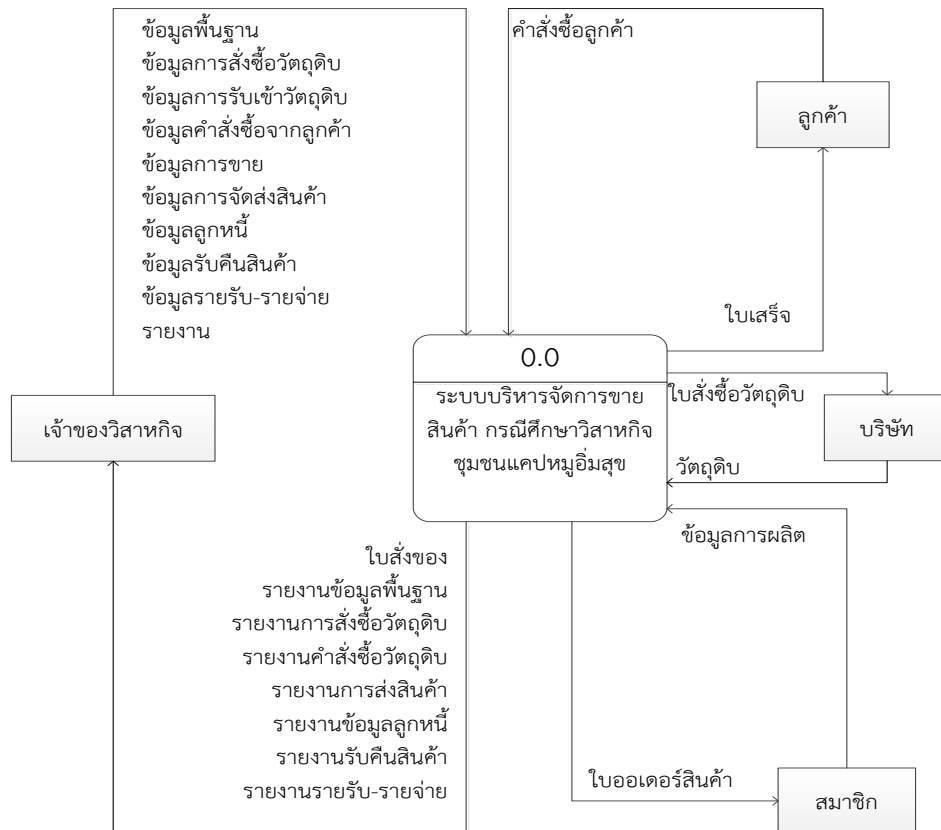 ข้อมูลพื้นฐาน
ข้อมูลการสั่งซื้อวัตถุดิบ
ข้อมูลการรับเข้าวัตถุดิบ
ข้อมูลคำสั่งซื้อจากลูกค้า
ข้อมูลการขาย
ข้อมูลการจัดส่งสินค้า
ข้อมูลลูกหนี้
ข้อมูลรับคืนสินค้า
ข้อมูลรายรับ-รายจ่าย
รายงาน
คำสั่งซื้อลูกค้า
ลูกค้า
ใบเสร็จ
0.0
ระบบบริหารจัดการขาย
สินค้า กรณีศึกษาวิสาหกิจ
ชุมชนแคปหมูอิ่มสุข
เจ้าของวิสาหกิจ
ใบสั่งซื้อวัตถุดิบ
บริษัท
วัตถุดิบ
ข้อมูลการผลิต
ใบสั่งของ
รายงานข้อมูลพื้นฐาน
รายงานการสั่งซื้อวัตถุดิบ
รายงานคำสั่งซื้อวัตถุดิบ
รายงานการส่งสินค้า
รายงานข้อมูลลูกหนี้
รายงานรับคืนสินค้า
รายงานรายรับ-รายจ่าย
ใบออเดอร์สินค้า
สมาชิก